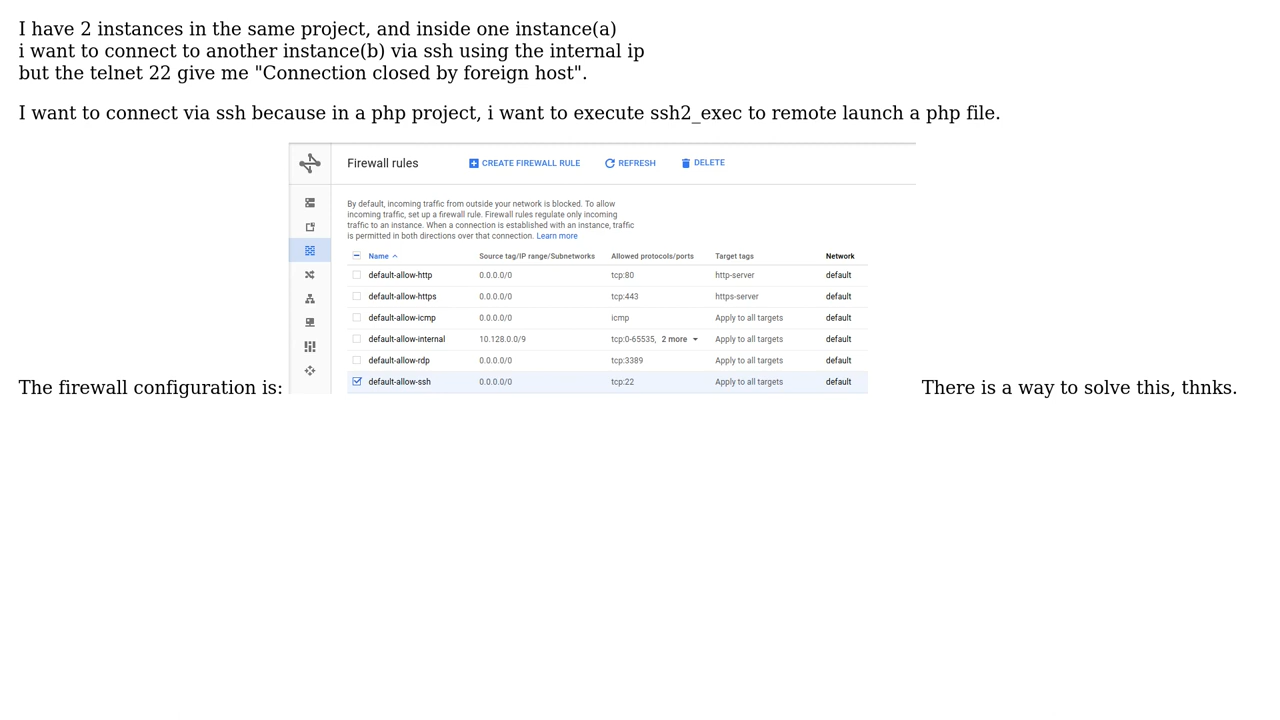 I have 2 instances in the same project, and inside one instance(a)
i want to connect to another instance(b) via ssh using the internal ip
but the telnet 22 give me "Connection closed by foreign host".
I want to connect via ssh because in a php project, i want to execute ssh2_exec to remote launch a php file.
Firewall rules CREATE FIREWALL RULE REFRESH DELETE
By default, incoming traffic from outside your network is blocked. To allow
incoming traffic, set up a firewall rule. Firewall rules regulate only incoming
traffic to an instance. When a connection is established with an instance, traffic
is permitted in both directions over that connection. Learn more
Name Source tag/IP range/Subnetworks Allowed protocols/ports Target tags Network
default-allow-http 0.0.0.0/0 tcp:80 http-server default
default-allow-https 0.0.0.0/0 tcp:443 https-server default
default-allow-icmp 0.0.0.0/0 icmp Apply to all targets default
default-allow-internal 10.128.0.0/9 tcp:0-65535, 2 more Apply to all targets default
default-allow-rdp 0.0.0.0/0 tcp:3389 Apply to all targets default
default-allow-ssh 0.0.0.0/0 tcp:22 Apply to all targets default
The firewall configuration is: There is a way to solve this, thnks.